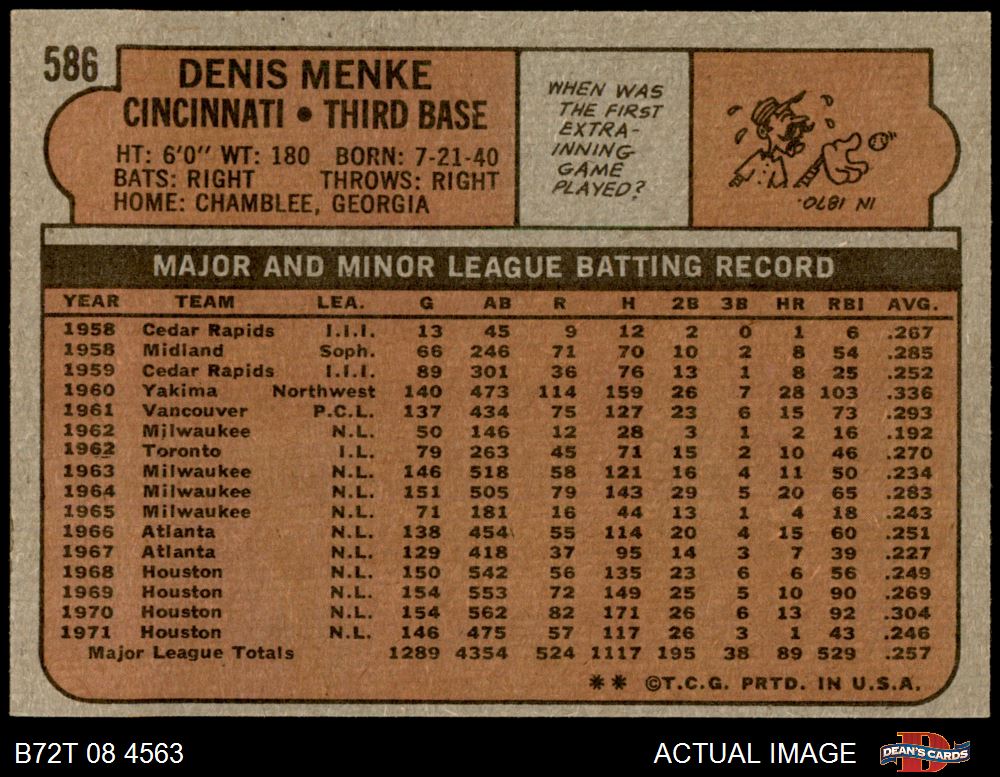 586
DENIS MENKE
CINCINNATI • THIRD BASE
HT: 6'0" WT: 180 BORN: 7-21-40
BATS: RIGHT THROWS: RIGHT
HOME: CHAMBLEE, GEORGIA
WHEN WAS
THE FIRST
EXTRA-
INNING
GAME
PLAYED?
IN 1870.
MAJOR AND MINOR LEAGUE BATTING RECORD
YEAR TEAM LEA. G AB R H 2B 3B HR RBI AVG.
1958 Cedar Rapids I.I.I. 13 45 9 12 2 0 1 6 .267
1958 Midland Soph. 66 246 71 70 10 2 8 54 .285
1959 Cedar Rapids I.I.I. 89 301 36 76 13 1 8 25 .252
1960 Yakima Northwest 140 473 114 159 26 7 28 103 .336
1961 Vancouver P.C.L. 137 434 75 127 23 6 15 73 .293
1962 Milwaukee N.L. 50 146 12 28 3 1 2 16 .192
1962 Toronto I.L. 79 263 45 71 15 2 10 46 .270
1963 Milwaukee N.L. 146 518 58 121 16 4 11 50 .234
1964 Milwaukee N.L. 151 505 79 143 29 5 20 65 .283
1965 Milwaukee N.L. 71 181 16 44 13 1 4 18 .243
1966 Atlanta N.L. 138 454 55 114 20 4 15 60 .251
1967 Atlanta N.L. 129 418 37 95 14 3 7 39 .227
1968 Houston N.L. 150 542 56 135 23 6 6 56 .249
1969 Houston N.L. 154 553 72 149 25 5 10 90 .269
1970 Houston N.L. 154 562 82 171 26 6 13 92 .304
1971 Houston N.L. 146 475 57 117 26 3 1 43 .246
Major League Totals 1289 4354 524 1117 195 38 89 529 .257
** ©T.C.G. PRTD. IN U.S.A.
B72T 08 4563 ACTUAL IMAGE DEAN'S CARDS